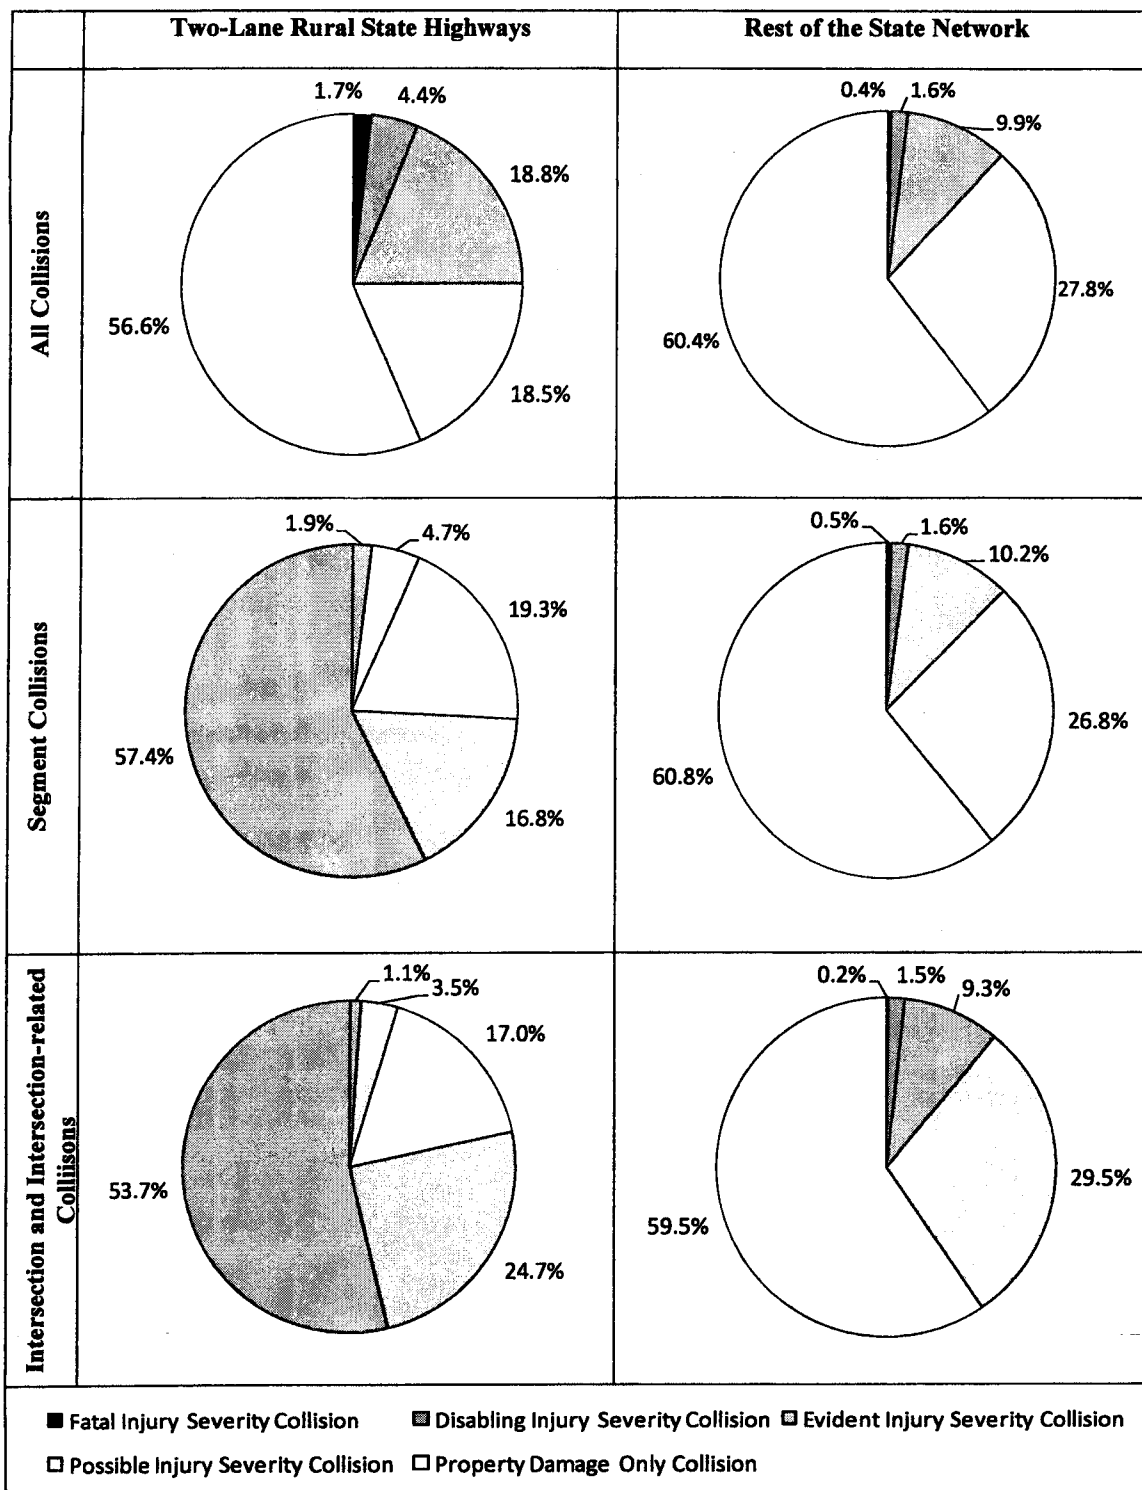 Two-Lane Rural State Highways
Rest of the State Network
All Collisions
1.7%
4.4%
18.8%
18.5%
56.6%
0.4%
1.6%
9.9%
27.8%
60.4%
Segment Collisions
1.9%
4.7%
19.3%
16.8%
57.4%
0.5%
1.6%
10.2%
26.8%
60.8%
Intersection and Intersection-related
Colliisons
1.1%
3.5%
17.0%
24.7%
53.7%
0.2%
1.5%
9.3%
29.5%
59.5%
Fatal Injury Severity Collision
Disabling Injury Severity Collision
Evident Injury Severity Collision
Possible Injury Severity Collision
Property Damage Only Collision